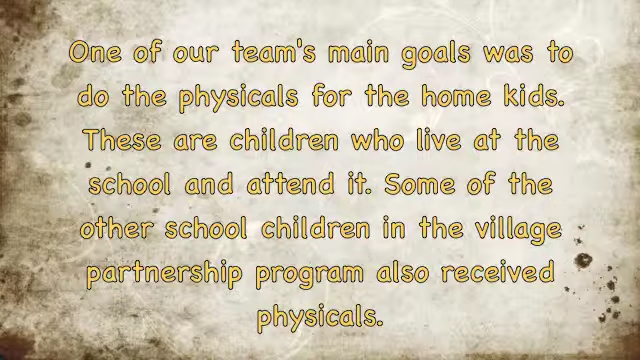 One of our team's main goals was to
do the physicals for the home kids.
These are children who live at the
school and attend it. Some of the
other school children in the village
partnership program also received
physicals.